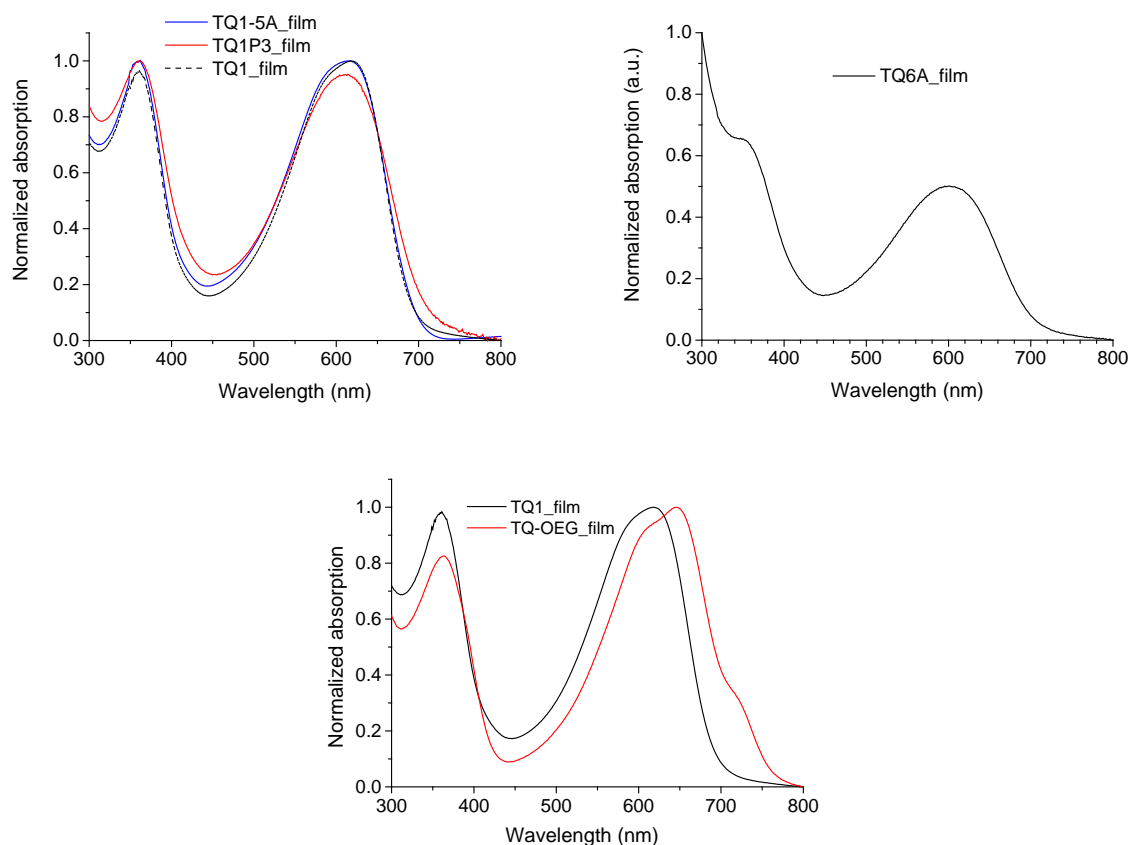 TQ1-5A_film
TQ1P3_film
TQ1_film
Normalized absorption
1.0
0.8
0.6
0.4
0.2
0.0
300 400 500 600 700 800
Wavelength (nm)
TQ6A_film
Normalized absorption (a.u.)
1.0
0.8
0.6
0.4
0.2
0.0
300 400 500 600 700 800
Wavelength (nm)
TQ1_film
TQ-OEG_film
Normalized absorption
1.0
0.8
0.6
0.4
0.2
0.0
300 400 500 600 700 800
Wavelength (nm)